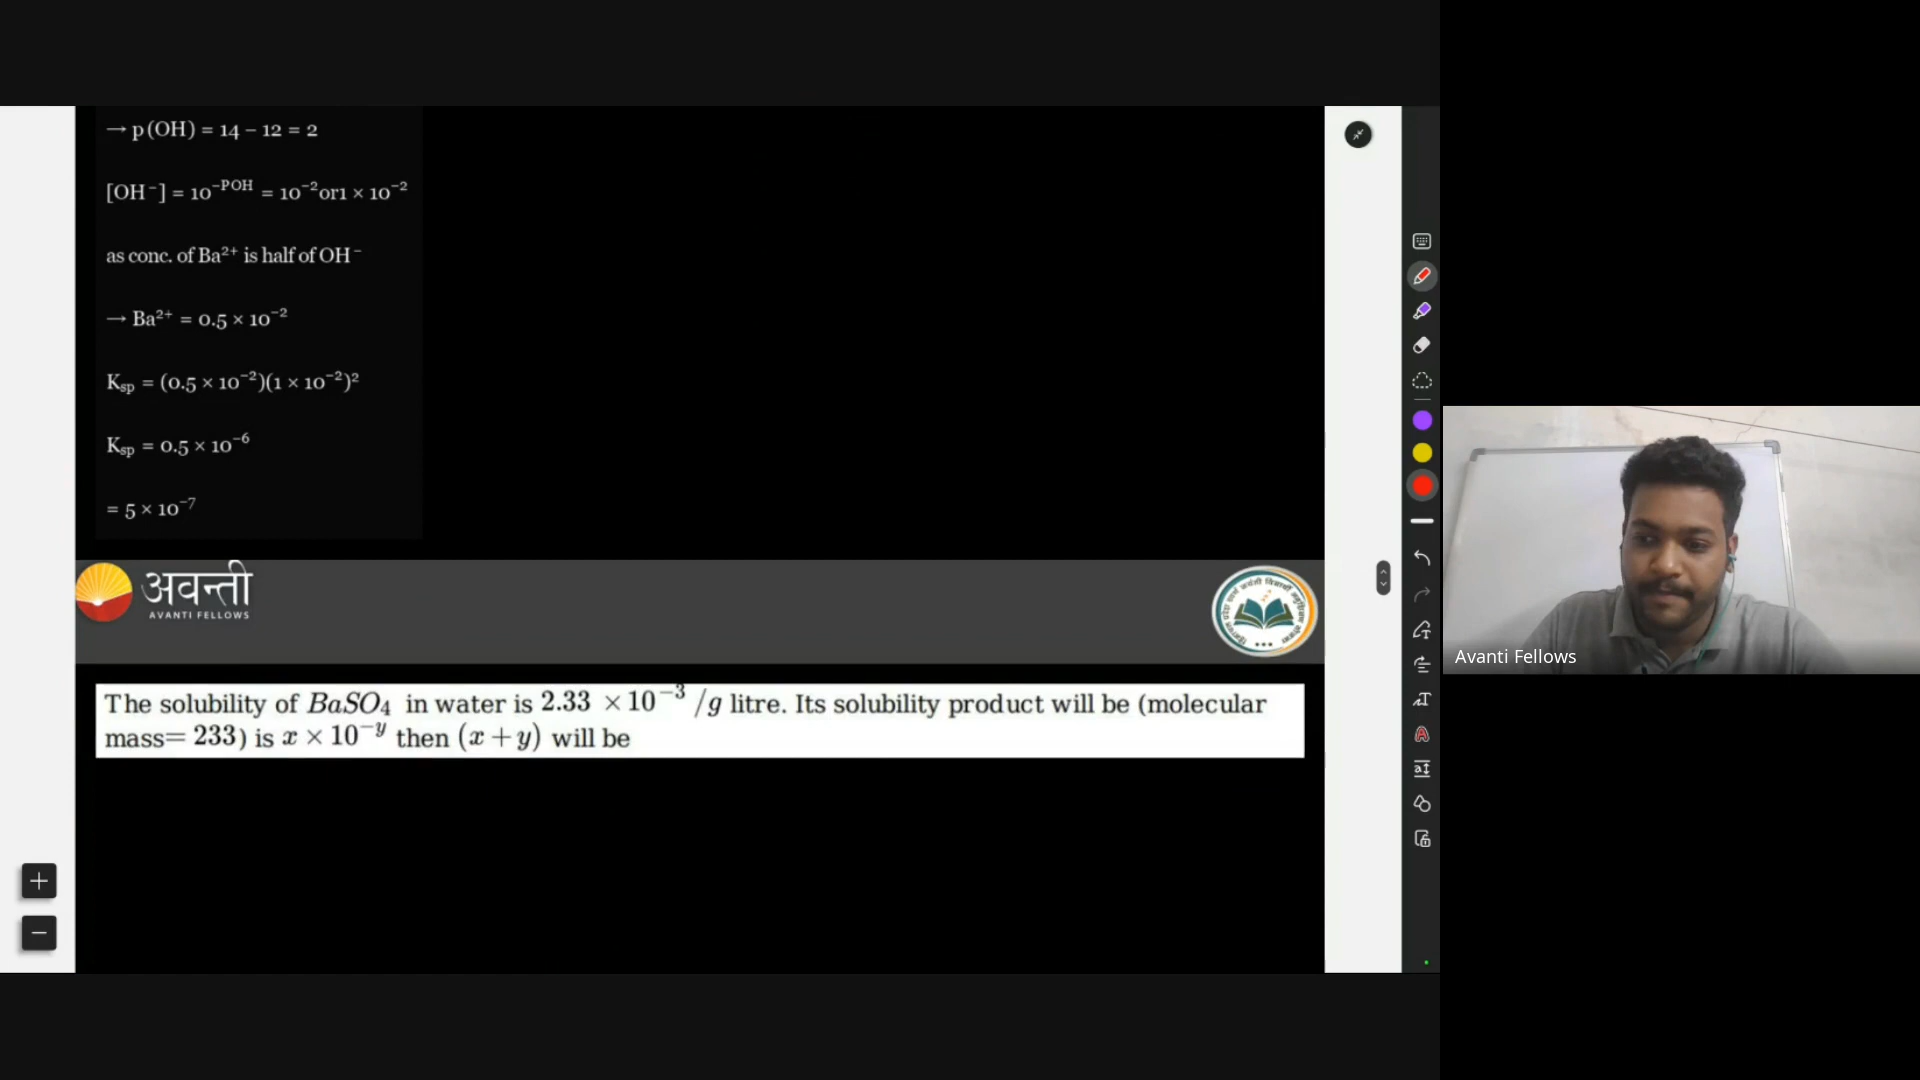 → p(OH) = 14 – 12 = 2
[OH⁻] = 10⁻ᴾᴼᴴ = 10⁻² or1 × 10⁻²
as conc. of Ba²⁺ is half of OH⁻
→ Ba²⁺ = 0.5 × 10⁻²
Kₛₚ = (0.5 × 10⁻²)(1 × 10⁻²)²
Kₛₚ = 0.5 × 10⁻⁶
= 5 × 10⁻⁷
अवन्ती
AVANTI FELLOWS
The solubility of BaSO₄ in water is 2.33 ×10⁻³ /g litre. Its solubility product will be (molecular
mass= 233) is x × 10⁻ʸ then (x + y) will be
Avanti Fellows